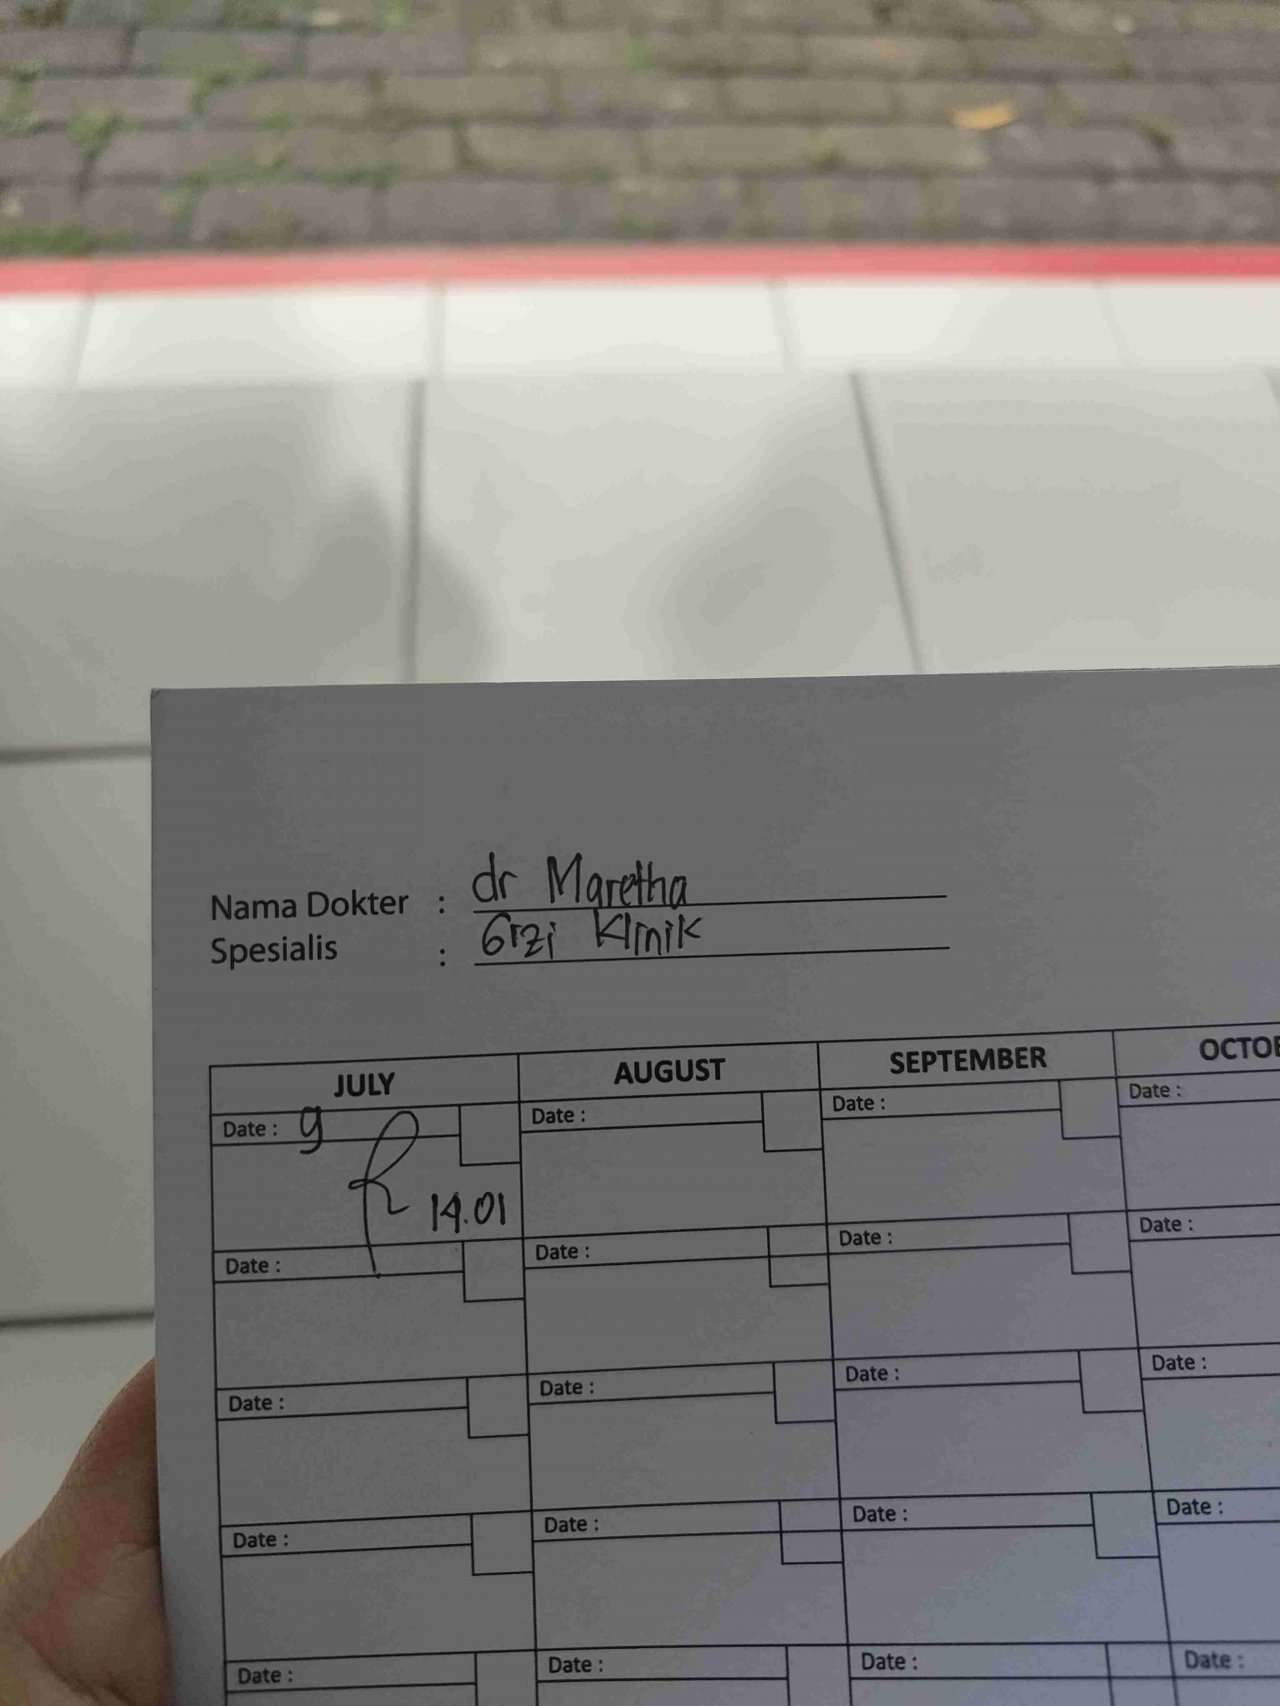 Nama Dokter : dr Maretha
Spesialis : Gizi Klinik
JULY AUGUST SEPTEMBER
Date : 9 Date : Date : Date :
14.01
Date : Date : Date : Date :
Date : Date : Date : Date :
Date : Date : Date : Date :
Date : Date : Date : Date :